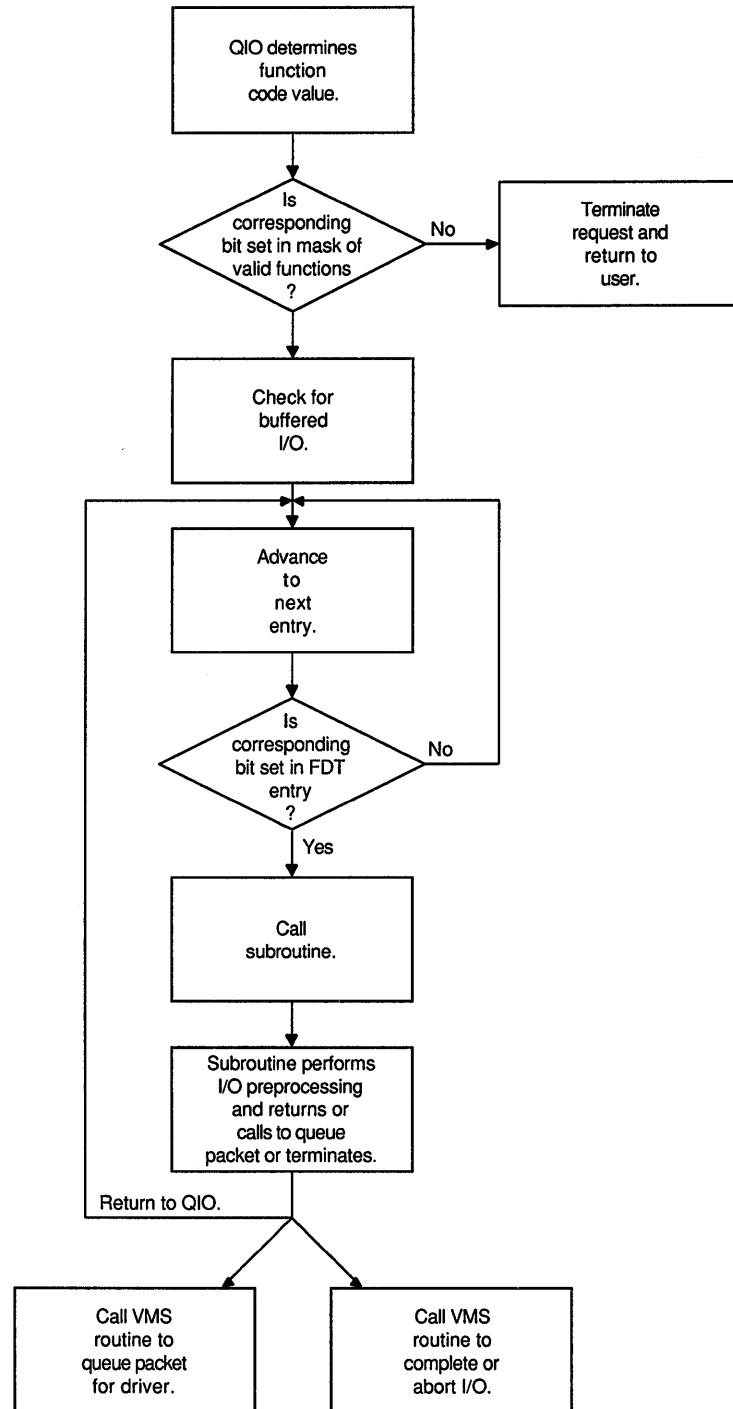 QIO determines
function
code value.
Is
corresponding
bit set in mask of
valid functions
?
No
Terminate
request and
return to
user.
Check for
buffered
I/O.
Advance
to
next
entry.
Is
corresponding
bit set in FDT
entry
?
No
Yes
Call
subroutine.
Subroutine performs
I/O preprocessing
and returns or
calls to queue
packet or terminates.
Return to QIO.
Call VMS
routine to
queue packet
for driver.
Call VMS
routine to
complete or
abort I/O.